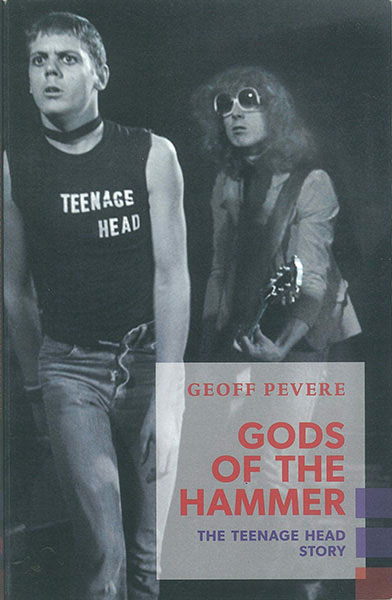 TEENAGE
HEAD
GEOFF PEVERE
GODS
OF THE
HAMMER
THE TEENAGE HEAD
STORY